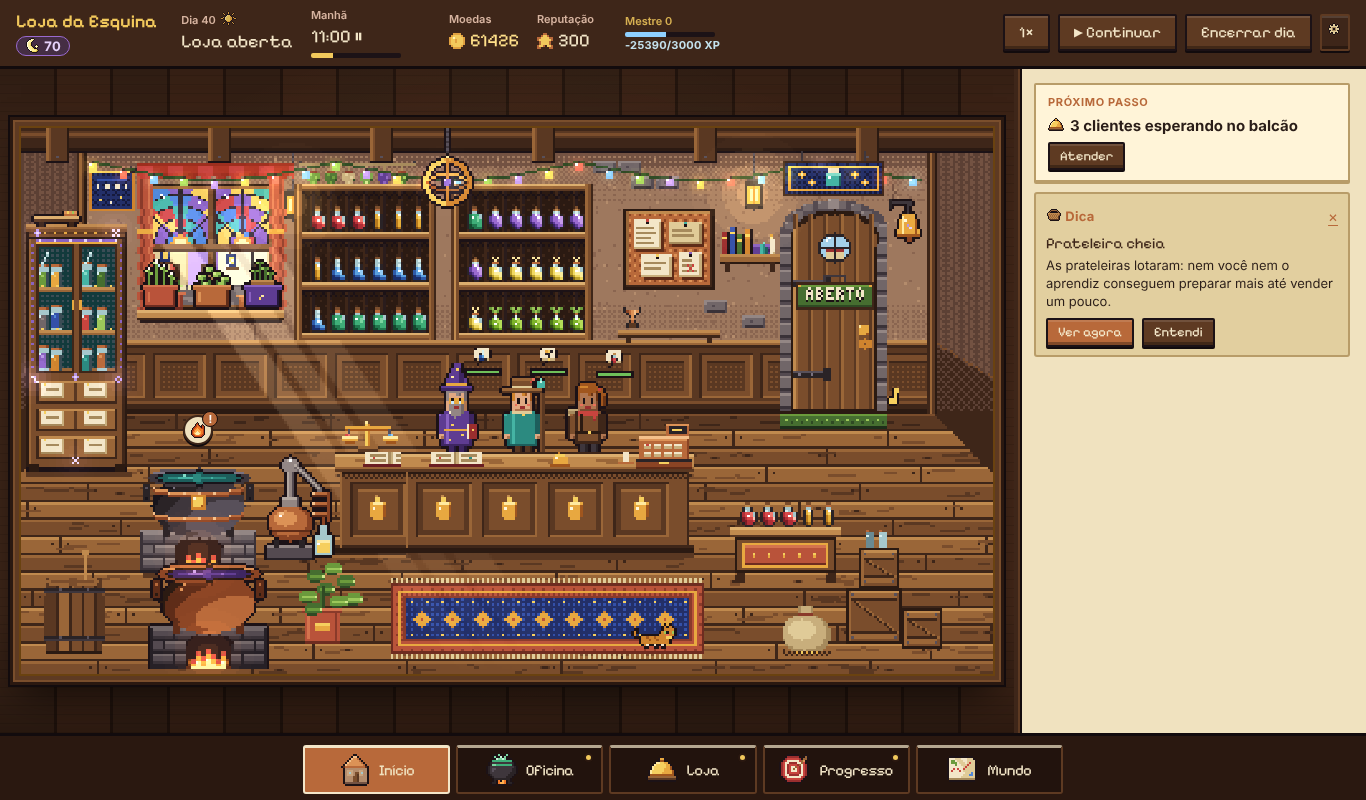 Loja da Esquina
70
Dia 40
Loja aberta
Manhã
11:00
Moedas
61426
Reputação
300
Mestre 0
-25390/3000 XP
1×
Continuar
Encerrar dia
PRÓXIMO PASSO
3 clientes esperando no balcão
Atender
Dica
×
Prateleira cheia
As prateleiras lotaram: nem você nem o
aprendiz conseguem preparar mais até vender
um pouco.
Ver agora
Entendi
ABERTO
!
Início
Oficina
Loja
Progresso
Mundo